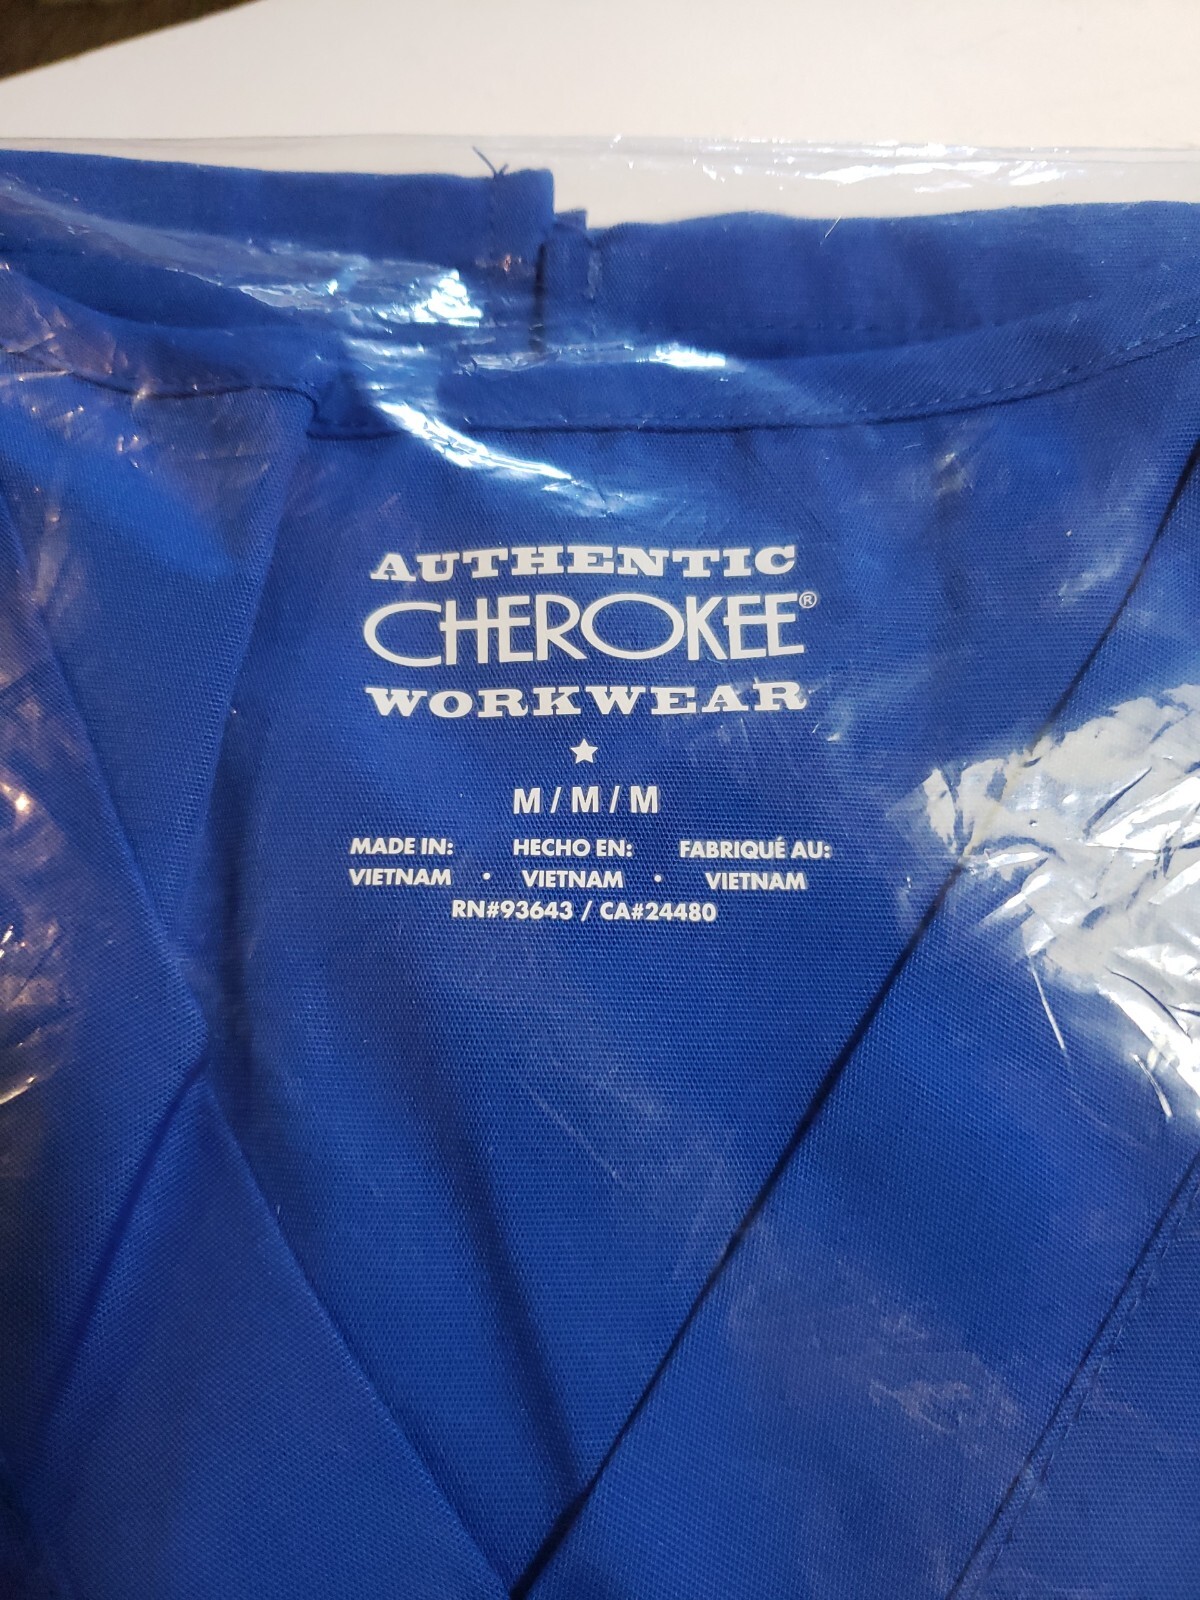 AUTHENTIC
CHEROKEE®
WORKWEAR
M / M / M
MADE IN: HECHO EN: FABRIQUÉ AU:
VIETNAM • VIETNAM • VIETNAM
RN#93643 / CA#24480